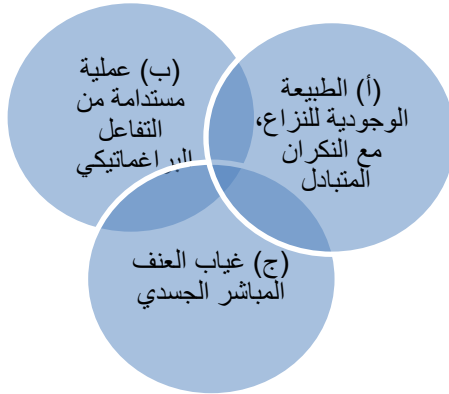 (أ) الطبيعة
الوجودية للنزاع،
مع النكران
المتبادل
(ب) عملية
مستدامة من
التفاعل
البراغماتيكي
(ج) غياب العنف
المباشر الجسدي